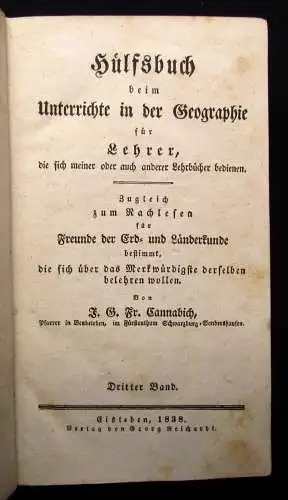 Hülfsbuch
beim
Unterrichte in der Geographie
für
Lehrer,
die sich meiner oder auch anderer Lehrbücher bedienen.
Zugleich
zum Nachlesen
für
Freunde der Erd- und Länderkunde
bestimmt,
die sich über das Merkwürdigste derselben
belehren wollen.
Von
J. G. Fr. Cannabich,
Pfarrer in Bendeleben, im Fürstenthum Schwarzburg-Sondershausen.
Dritter Band.
Eisleben, 1838.
Verlag von Georg Reichardt.